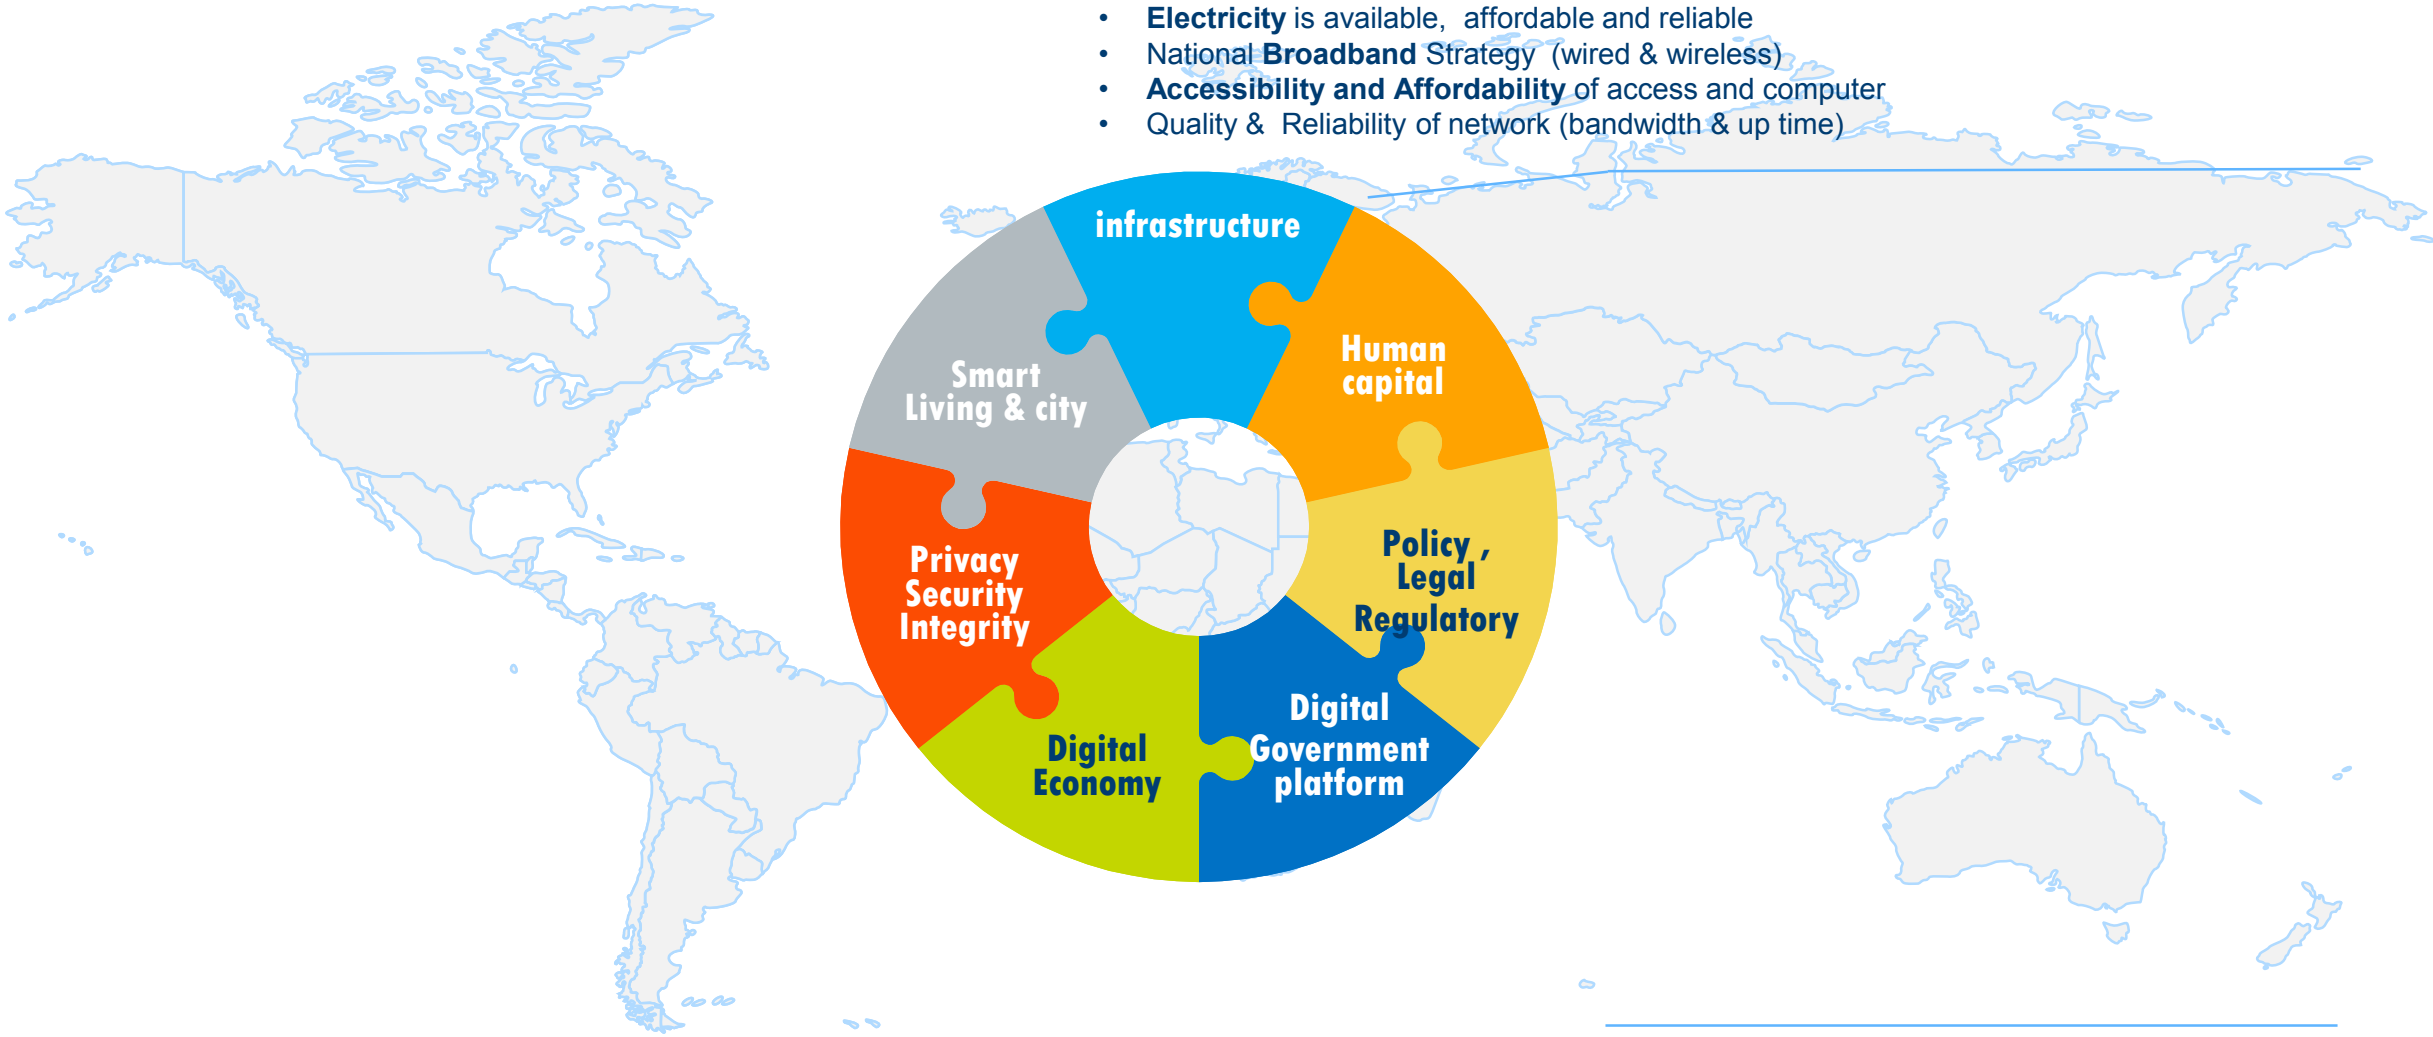 • Electricity is available, affordable and reliable
• National Broadband Strategy (wired & wireless)
• Accessibility and Affordability of access and computer
• Quality & Reliability of network (bandwidth & up time)
infrastructure
Human
capital
Policy ,
Legal
Regulatory
Digital
Government
platform
Digital
Economy
Privacy
Security
Integrity
Smart
Living & city